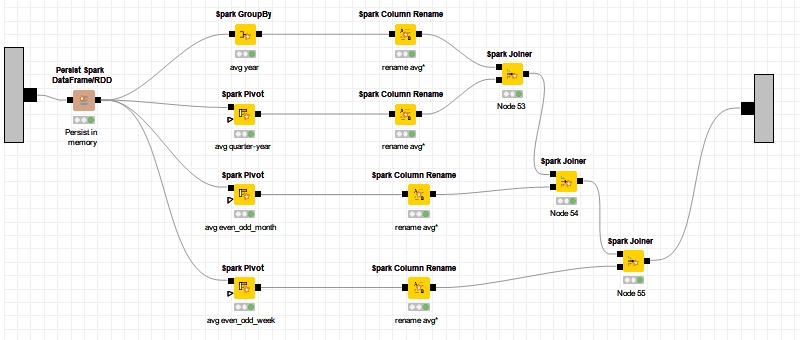 Spark GroupBy
avg year
Spark Column Rename
rename avg*
Spark Joiner
Node 53
Persist Spark
DataFrame/RDD
Persist in
memory
Spark Pivot
avg quarter-year
Spark Column Rename
rename avg*
Spark Joiner
Node 54
Spark Pivot
avg even_odd_month
Spark Column Rename
rename avg*
Spark Joiner
Node 55
Spark Pivot
avg even_odd_week
Spark Column Rename
rename avg*